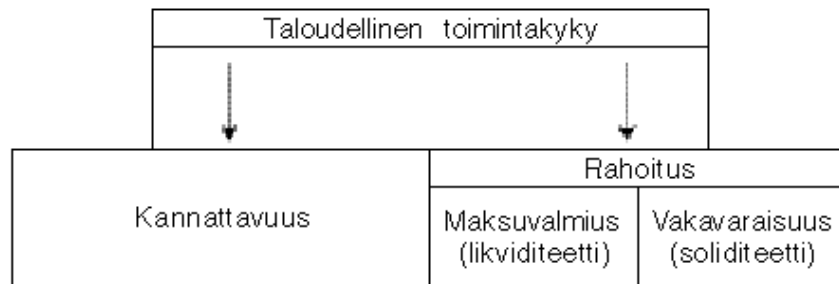 Taloudellinen toimintakyky
Kannattavuus
Rahoitus
Maksuvalmius
(likviditeetti)
Vakavaraisuus
(soliditeetti)